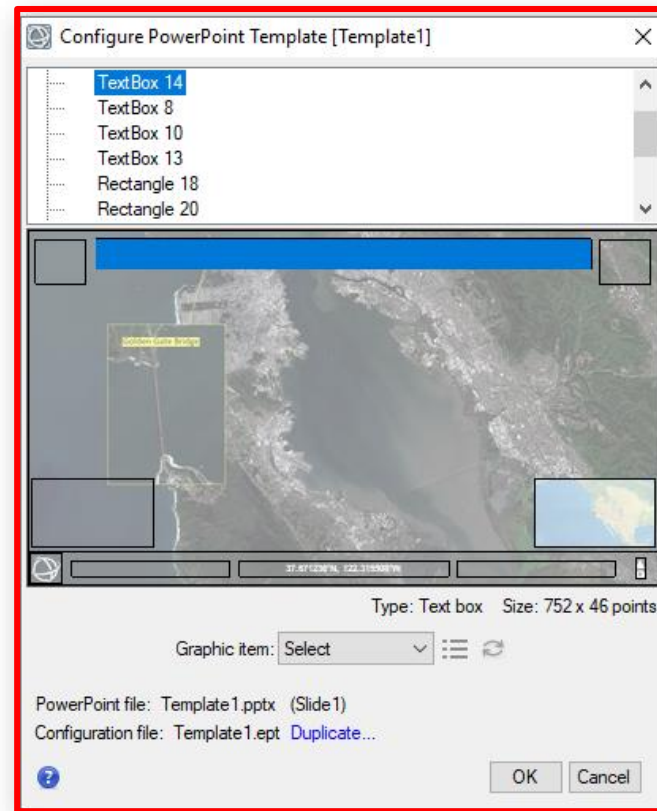 Configure PowerPoint Template [Template1]
TextBox 14
TextBox 8
TextBox 10
TextBox 13
Rectangle 18
Rectangle 20
Golden Gate Bridge
Type: Text box Size: 752 x 46 points
Graphic item: Select
PowerPoint file: Template1.pptx (Slide1)
Configuration file: Template1.ept Duplicate...
?
OK Cancel